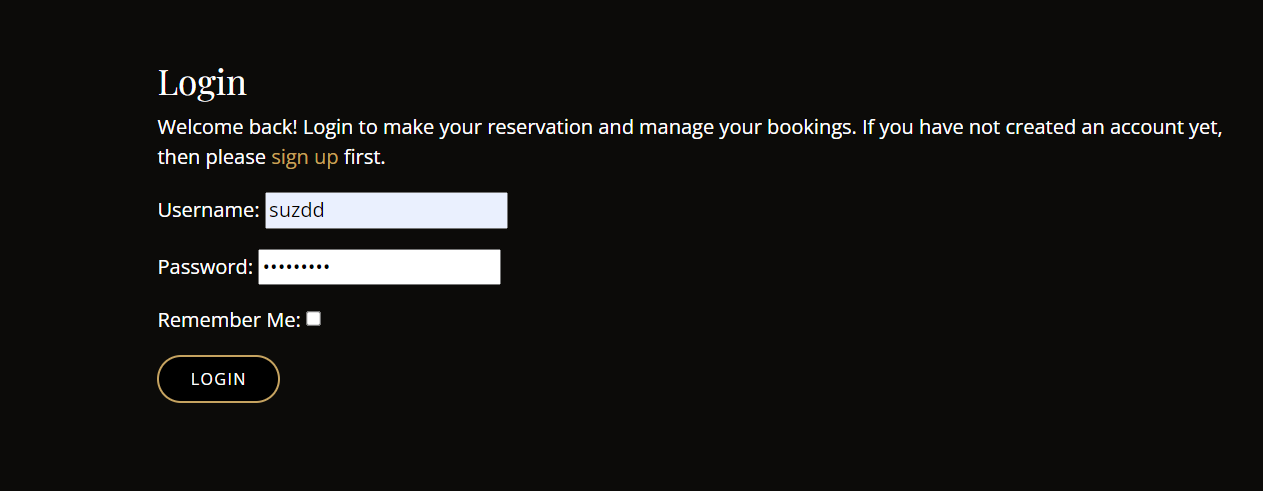 Login
Welcome back! Login to make your reservation and manage your bookings. If you have not created an account yet,
then please sign up first.
Username: suzdd
Password: •••••••••
Remember Me:
LOGIN